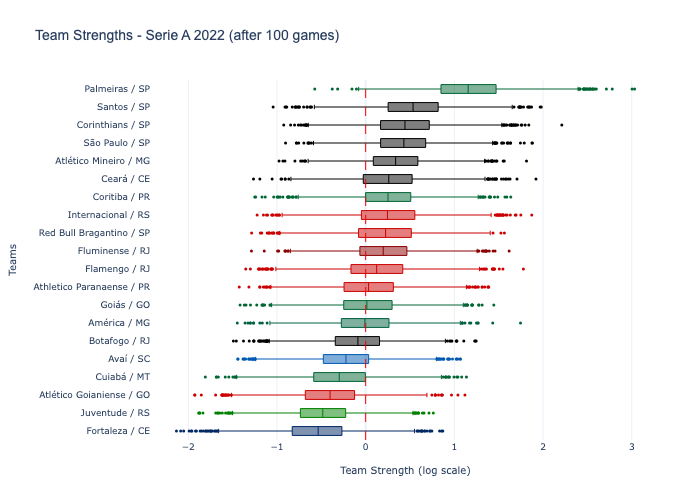 Team Strengths - Serie A 2022 (after 100 games)
Palmeiras / SP
Santos / SP
Corinthians / SP
São Paulo / SP
Atlético Mineiro / MG
Ceará / CE
Coritiba / PR
Internacional / RS
Red Bull Bragantino / SP
Fluminense / RJ
Flamengo / RJ
Athletico Paranaense / PR
Goiás / GO
América / MG
Botafogo / RJ
Avaí / SC
Cuiabá / MT
Atlético Goianiense / GO
Juventude / RS
Fortaleza / CE
Teams
−2 −1 0 1 2 3
Team Strength (log scale)